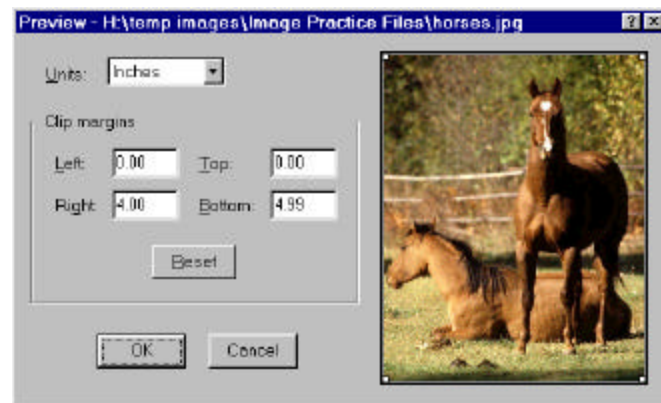 Preview - H:\temp images\Image Practice Files\horses.jpg
Units: Inches
Clip margins
Left: 0.00 Top: 0.00
Right: 4.00 Bottom: 4.99
Reset
OK Cancel